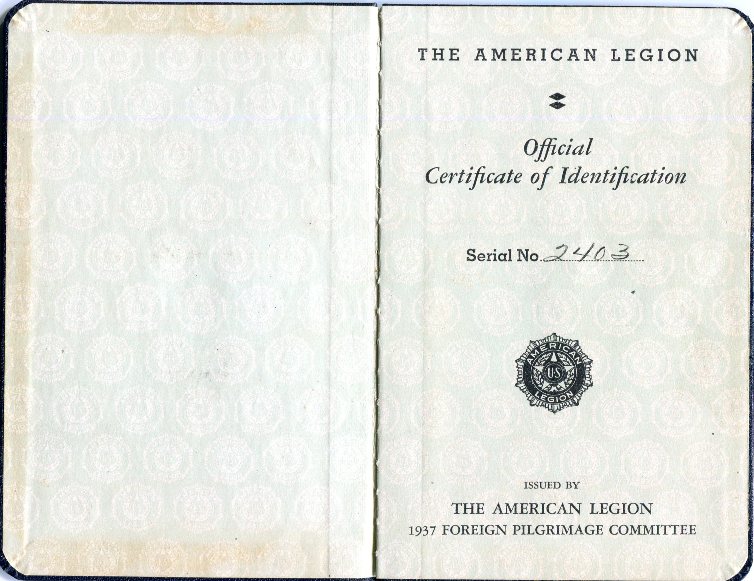 THE AMERICAN LEGION
Official
Certificate of Identification
Serial No. 2403
AMERICAN
U.S.
LEGION
ISSUED BY
THE AMERICAN LEGION
1937 FOREIGN PILGRIMAGE COMMITTEE